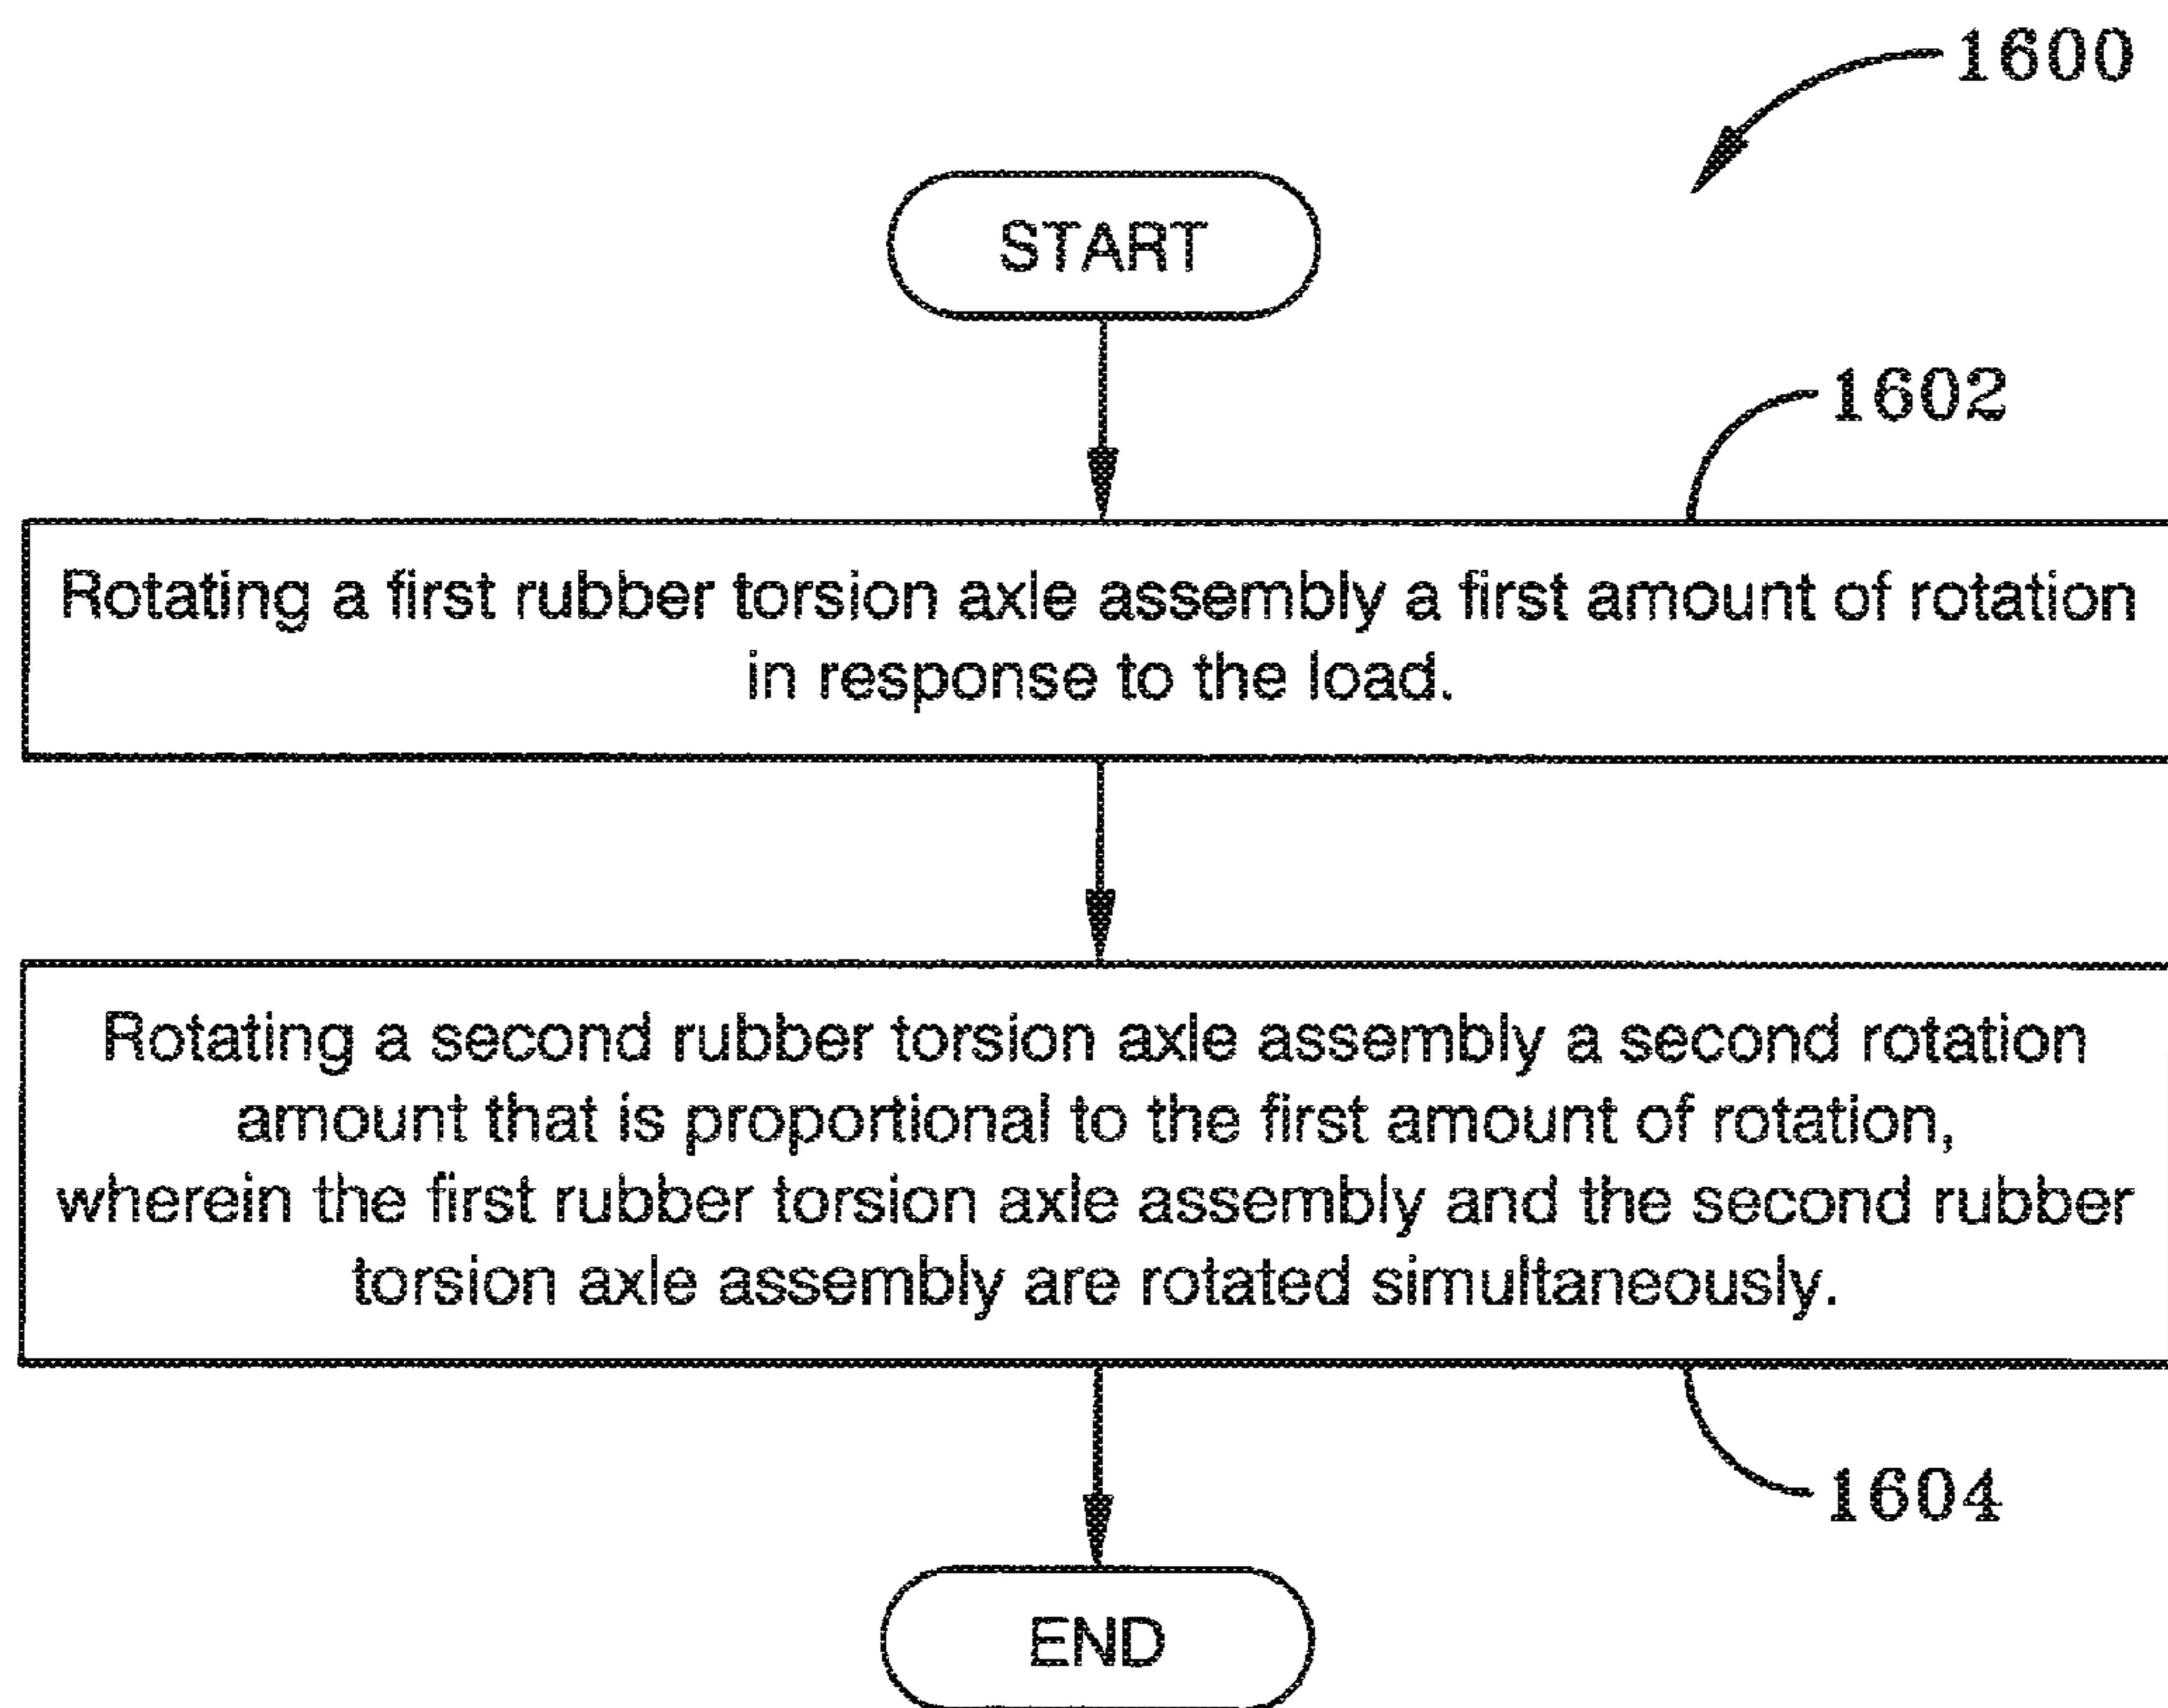 1600
START
1602
Rotating a first rubber torsion axle assembly a first amount of rotation
in response to the load.
Rotating a second rubber torsion axle assembly a second rotation
amount that is proportional to the first amount of rotation,
wherein the first rubber torsion axle assembly and the second rubber
torsion axle assembly are rotated simultaneously.
1604
END